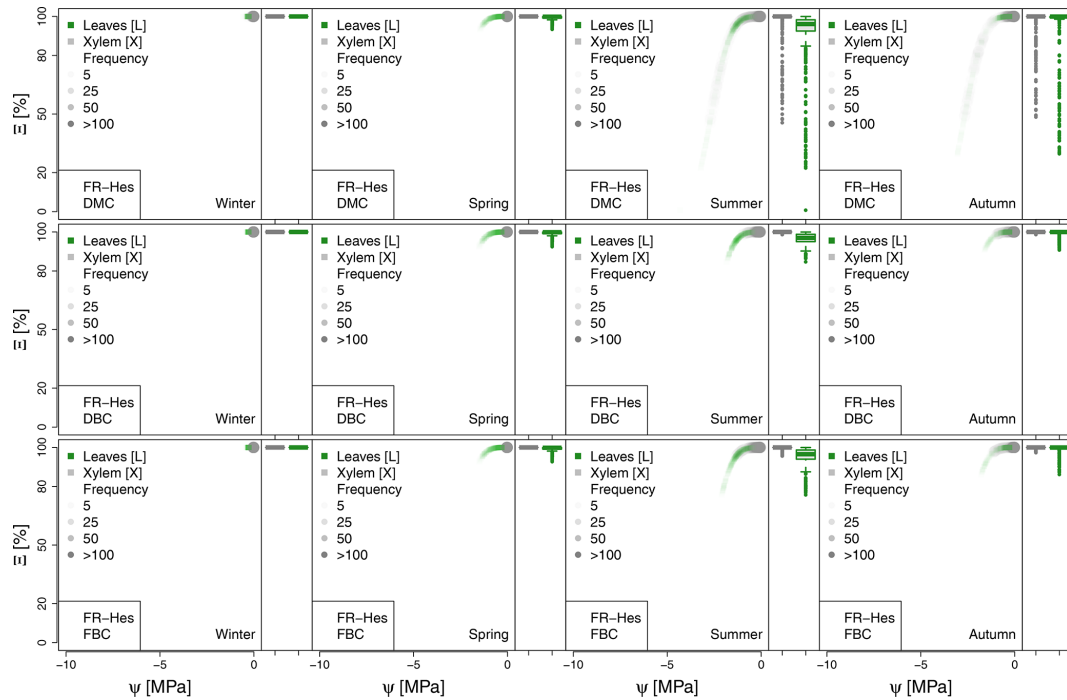 Ξ [%]
0 20 50 80 100
Leaves [L]
Xylem [X]
Frequency
5
25
50
>100
FR−Hes
DMC
Winter
Leaves [L]
Xylem [X]
Frequency
5
25
50
>100
FR−Hes
DMC
Spring
Leaves [L]
Xylem [X]
Frequency
5
25
50
>100
FR−Hes
DMC
Summer
Leaves [L]
Xylem [X]
Frequency
5
25
50
>100
FR−Hes
DMC
Autumn
Ξ [%]
0 20 50 80 100
Leaves [L]
Xylem [X]
Frequency
5
25
50
>100
FR−Hes
DBC
Winter
Leaves [L]
Xylem [X]
Frequency
5
25
50
>100
FR−Hes
DBC
Spring
Leaves [L]
Xylem [X]
Frequency
5
25
50
>100
FR−Hes
DBC
Summer
Leaves [L]
Xylem [X]
Frequency
5
25
50
>100
FR−Hes
DBC
Autumn
Ξ [%]
0 20 50 80 100
Leaves [L]
Xylem [X]
Frequency
5
25
50
>100
FR−Hes
FBC
Winter
Leaves [L]
Xylem [X]
Frequency
5
25
50
>100
FR−Hes
FBC
Spring
Leaves [L]
Xylem [X]
Frequency
5
25
50
>100
FR−Hes
FBC
Summer
Leaves [L]
Xylem [X]
Frequency
5
25
50
>100
FR−Hes
FBC
Autumn
−10 −5 0 −10 −5 0 −10 −5 0 −10 −5 0
ψ [MPa] ψ [MPa] ψ [MPa] ψ [MPa]